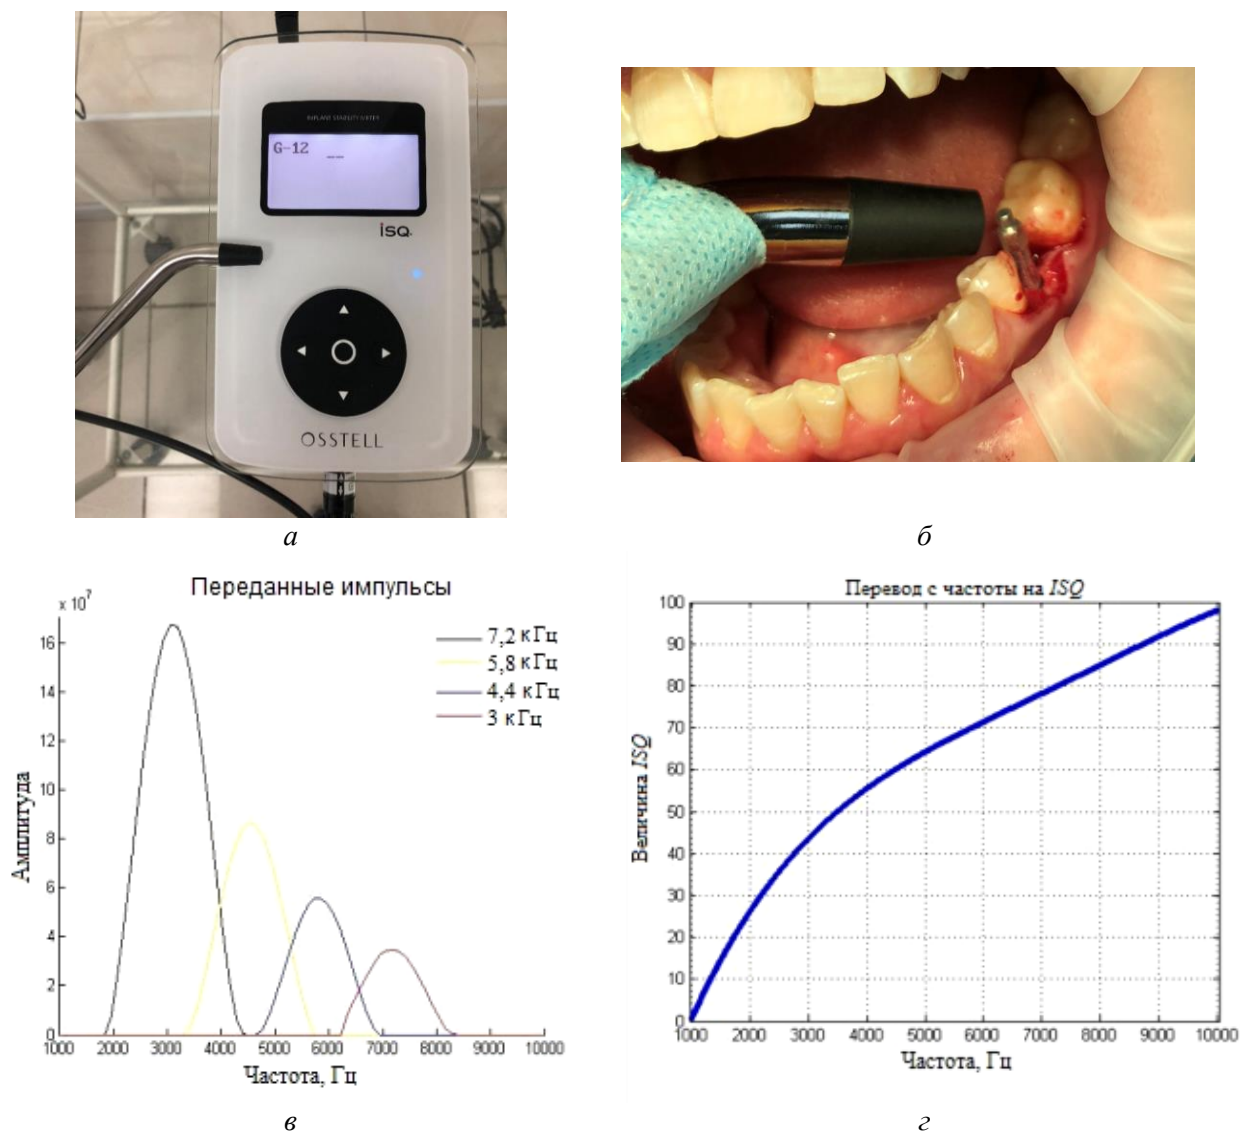 IMPLANT STABILITY METER
G-12 --
isQ
OSSTELL
а
б
Переданные импульсы
x 10⁷
16
14
12
10
8
6
4
2
0
1000 2000 3000 4000 5000 6000 7000 8000 9000 10000
Амплитуда
Частота, Гц
7,2 кГц
5,8 кГц
4,4 кГц
3 кГц
в
Перевод с частоты на ISQ
100
90
80
70
60
50
40
30
20
10
0
1000 2000 3000 4000 5000 6000 7000 8000 9000 10000
Величина ISQ
Частота, Гц
г